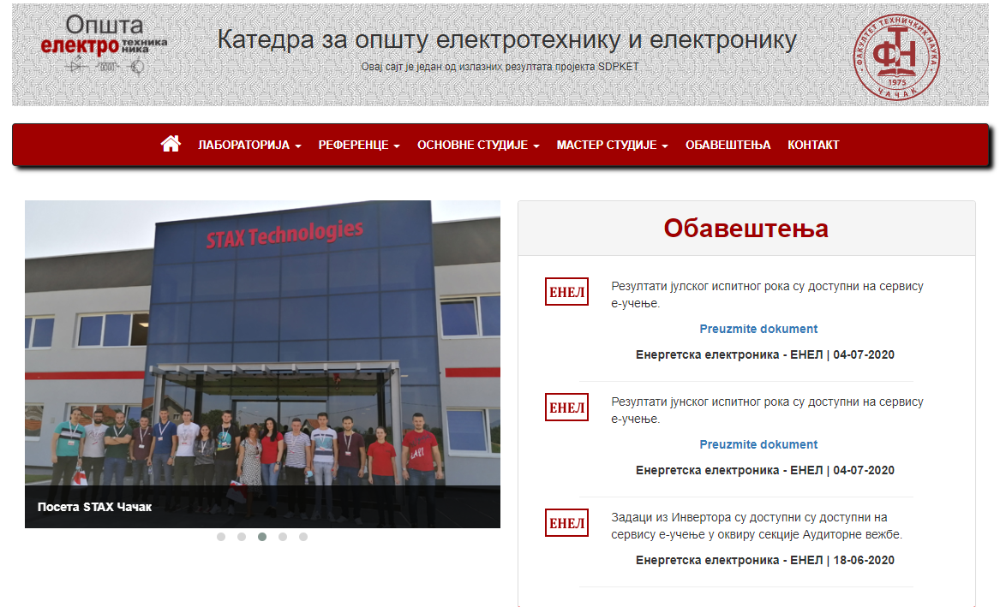 Општа
електро техника
ника
Катедра за општу електротехнику и електронику
Овај сајт је један од излазних резултата пројекта SDPKET
ФАКУЛТЕТ ТЕХНИЧКИХ НАУКА
ФТН
1975
ЧАЧАК
ЛАБОРАТОРИЈА РЕФЕРЕНЦЕ ОСНОВНЕ СТУДИЈЕ МАСТЕР СТУДИЈЕ ОБАВЕШТЕЊА КОНТАКТ
STAX Technologies
Посета STAX Чачак
Обавештења
ЕНЕЛ
Резултати јулског испитног рока су доступни на сервису
е-учење.
Preuzmite dokument
Енергетска електроника - ЕНЕЛ | 04-07-2020
ЕНЕЛ
Резултати јунског испитног рока су доступни на сервису
е-учење.
Preuzmite dokument
Енергетска електроника - ЕНЕЛ | 04-07-2020
ЕНЕЛ
Задаци из Инвертора су доступни су доступни на
сервису е-учење у оквиру секције Аудиторне вежбе.
Енергетска електроника - ЕНЕЛ | 18-06-2020